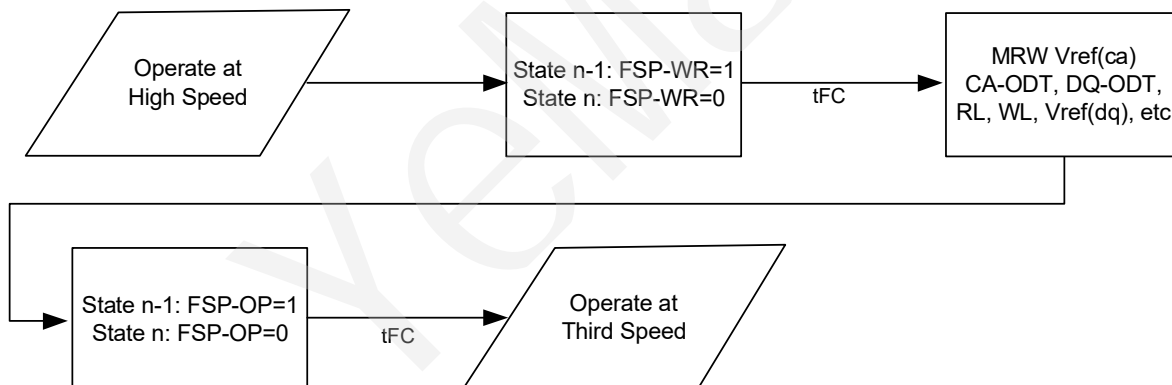 Operate at
High Speed
State n-1: FSP-WR=1
State n: FSP-WR=0
tFC
MRW Vref(ca)
CA-ODT, DQ-ODT,
RL, WL, Vref(dq), etc
State n-1: FSP-OP=1
State n: FSP-OP=0
tFC
Operate at
Third Speed